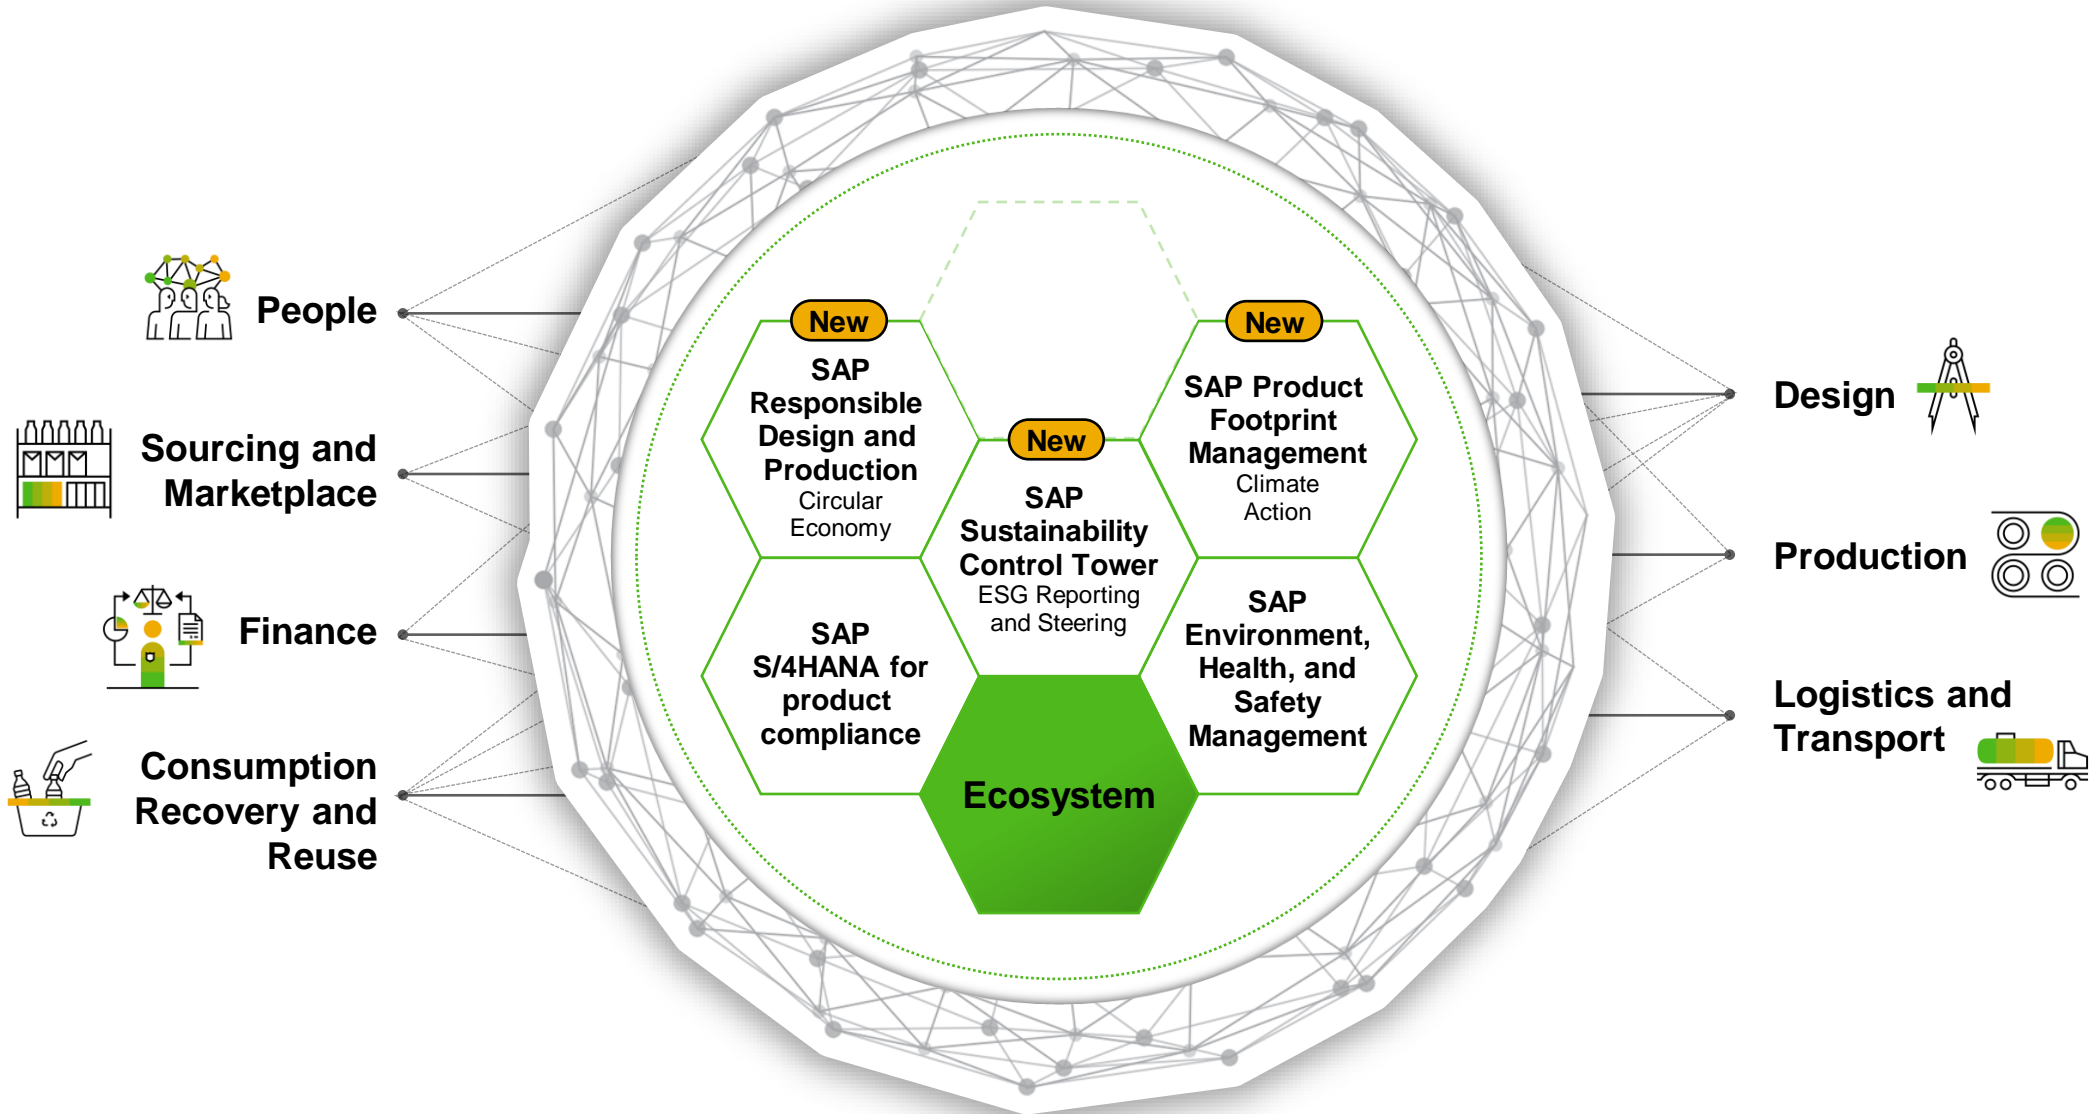 People
Sourcing and
Marketplace
Finance
Consumption
Recovery and
Reuse
New
SAP
Responsible
Design and
Production
Circular
Economy
New
SAP
Sustainability
Control Tower
ESG Reporting
and Steering
New
SAP Product
Footprint
Management
Climate
Action
SAP
S/4HANA for
product
compliance
Ecosystem
SAP
Environment,
Health, and
Safety
Management
Design
Production
Logistics and
Transport